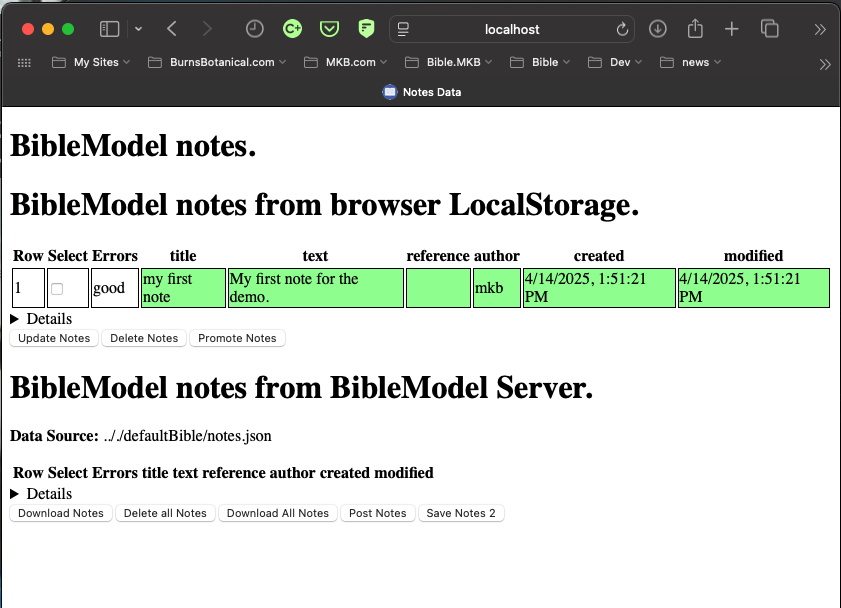 localhost
My Sites BurnsBotanical.com MKB.com Bible.MKB Bible Dev news
Notes Data
BibleModel notes.
BibleModel notes from browser LocalStorage.
Row Select Errors title text reference author created modified
1 good my first note My first note for the demo. mkb 4/14/2025, 1:51:21 PM 4/14/2025, 1:51:21 PM
Details
Update Notes Delete Notes Promote Notes
BibleModel notes from BibleModel Server.
Data Source: .././defaultBible/notes.json
Row Select Errors title text reference author created modified
Details
Download Notes Delete all Notes Download All Notes Post Notes Save Notes 2